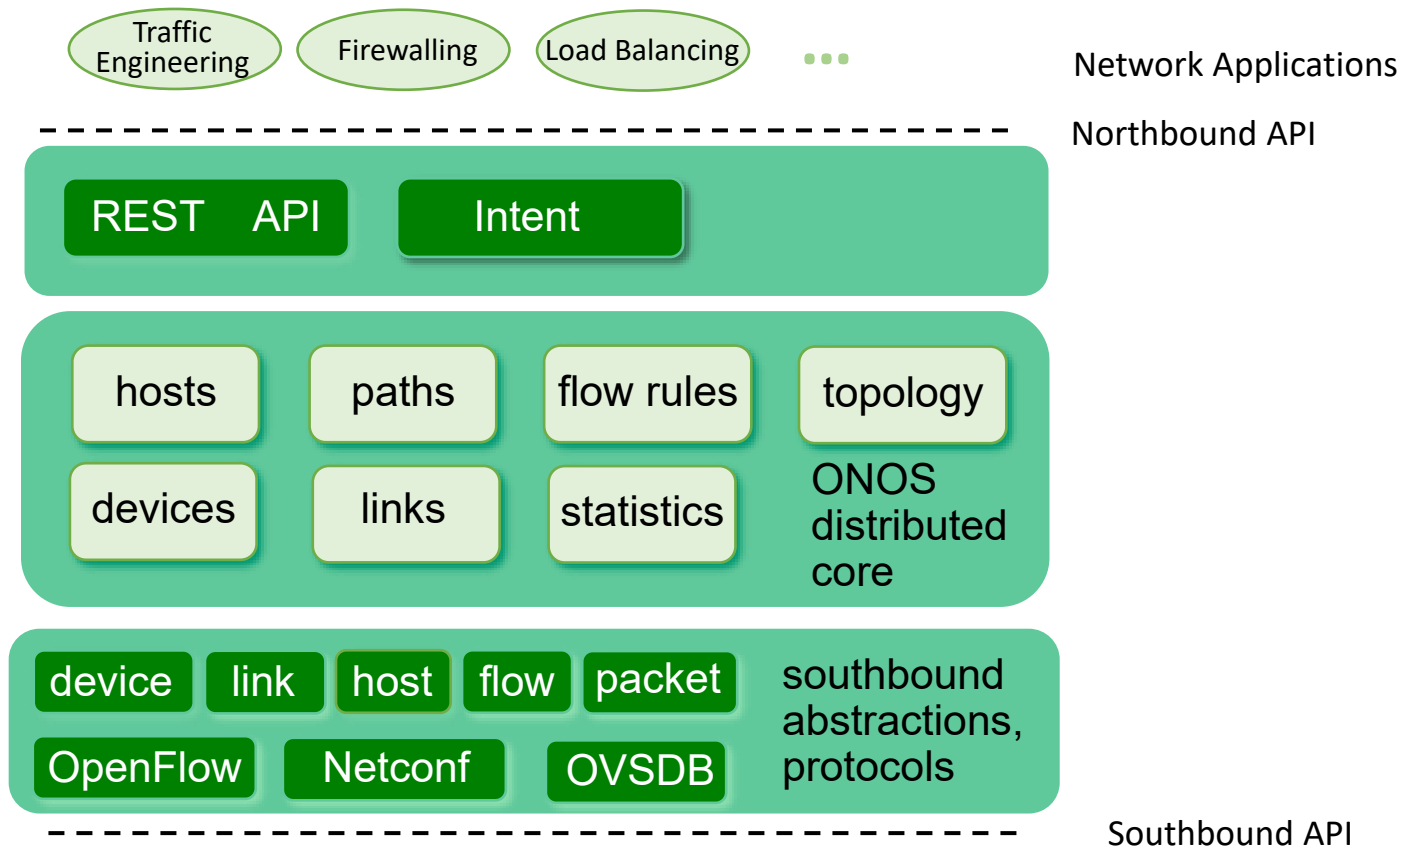 Traffic
Engineering
Firewalling
Load Balancing
...
Network Applications
Northbound API
REST API
Intent
hosts
paths
flow rules
topology
devices
links
statistics
ONOS
distributed
core
device
link
host
flow
packet
southbound
abstractions,
protocols
OpenFlow
Netconf
OVSDB
Southbound API